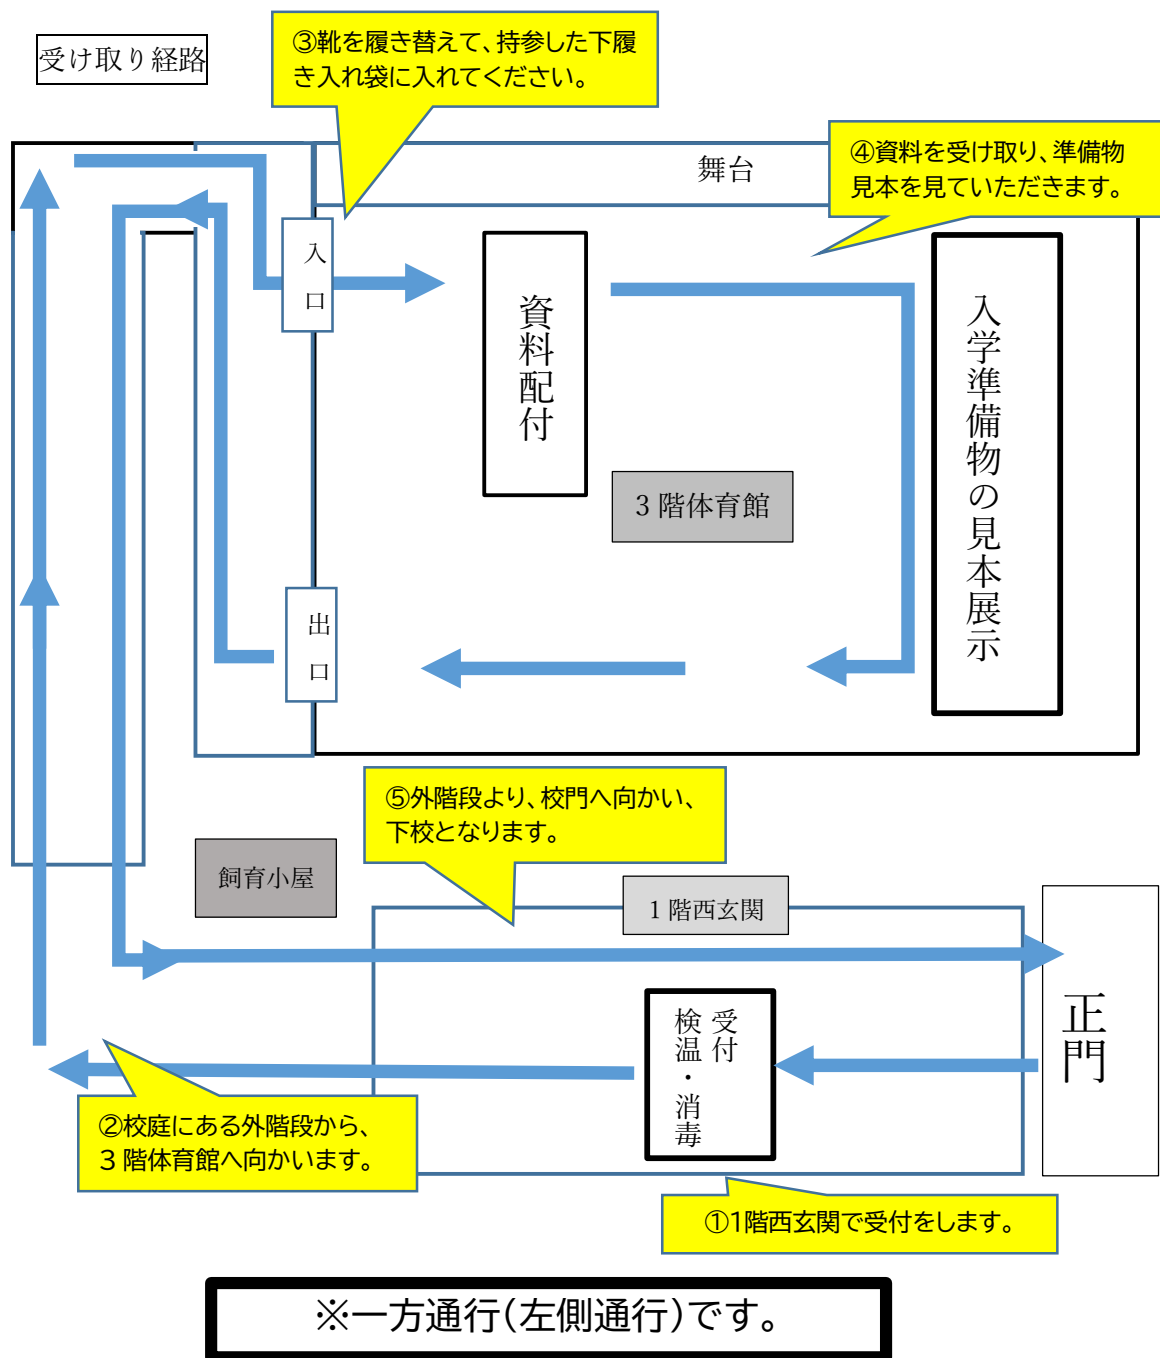 受け取り経路
③靴を履き替えて、持参した下履
き入れ袋に入れてください。
舞台
④資料を受け取り、準備物
見本を見ていただきます。
入口
資料配付
入学準備物の見本展示
3 階体育館
出口
⑤外階段より、校門へ向かい、
下校となります。
飼育小屋
1 階西玄関
正門
受付
検温・消毒
②校庭にある外階段から、
3 階体育館へ向かいます。
①1階西玄関で受付をします。
※一方通行(左側通行)です。